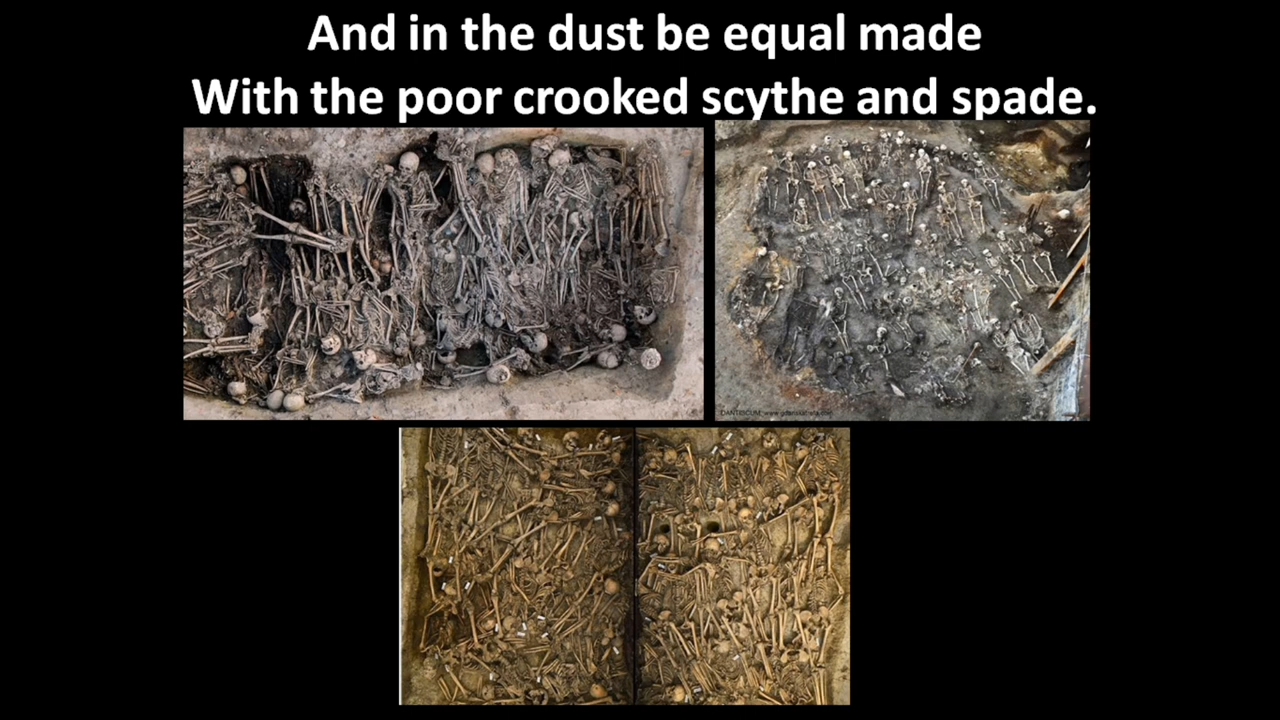 And in the dust be equal made
With the poor crooked scythe and spade.